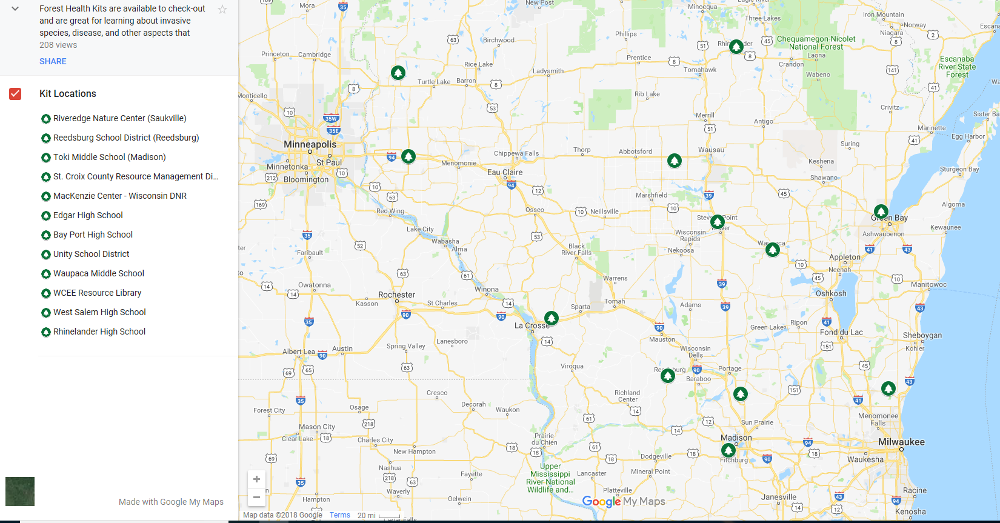 Forest Health Kits are available to check-out
and are great for learning about invasive
species, disease, and other aspects that
208 views
SHARE
Kit Locations
Riveredge Nature Center (Saukville)
Reedsburg School District (Reedsburg)
Toki Middle School (Madison)
St. Croix County Resource Management Di...
MacKenzie Center - Wisconsin DNR
Edgar High School
Bay Port High School
Unity School District
Waupaca Middle School
WCEE Resource Library
West Salem High School
Rhinelander High School
Made with Google My Maps
Mora
35
New Post
Minocqua
Three Lakes
Iron Mountain
Norway
Niagara
2
8
Phillips
63
Birchwood
51
45
8
Chequamegon-Nicolet
National Forest
Laona
Crandon
Wabeno
Escanaba
River State
Forest
141
41
Princeton
Cambridge
Rice Lake
Prentice
8
Tomahawk
Ladysmith
Turtle Lake
Barron
8
8
Monticello
Rib Lake
Crivitz
10
53
35W
35E
Merrill
51
Antigo
Sister Ba
Marinette
Egg Harbor
41
Minneapolis
St Paul
Minnetonka
Bloomington
212
10
94
Menomonie
Chippewa Falls
Eau Claire
94
Thorp
Abbotsford
Wausau
Suring
Keshena
Shawano
Sturgeon Bay
10
63
169
Red Wing
12
Osseo
10
Neillsville
Marshfield
10
39
45
Algoma
Green Bay
Ashwaubenon
Kewaunee
35
Lake City
53
Wabasha
Alma
52
Faribault
Black
River Falls
Wisconsin
Rapids
Nekoosa
41
43
Appleton
Neenah
10
45
10
63
61
Warrens
39
Manitowoc
14
14
Owatonna
Rochester
Kasson
St Charles
Winona
14
Sparta
Tomah
Adams
39
Oshkosh
43
90
90
35
La Crosse
14
90
Mauston
Green Lake
Ripon
41
Fond du Lac
151
Sheboygan
Kohler
Lanesboro
Spring Valley
Austin
Albert Lea
90
69
65
63
Viroqua
Wisconsin
Dells
90
Portage
Baraboo
45
43
151
41
35
Cresco
Decorah
Waukon
Richland
Center
14
61
12
Sun Prairie
Menomonee
Falls
Forest City
Osage
218
Mason City
Clear Lake
18
Charles City
New Hampton
Prairie
du Chien
18
18
14
61
18
18
Dodgeville
Madison
Fitchburg
90
94
18
Milwaukee
Waukesha
69
Nashua
218
63
Waverly
Fayette
Oelwein
Upper
Mississippi
River National
Wildlife and...
Lancaster
Mineral Point
Platteville
35
Hampton
Janesville
14
43
12
94
Racine
Kenosha
Google My Maps
Map data ©2018 Google
Terms
20 mi